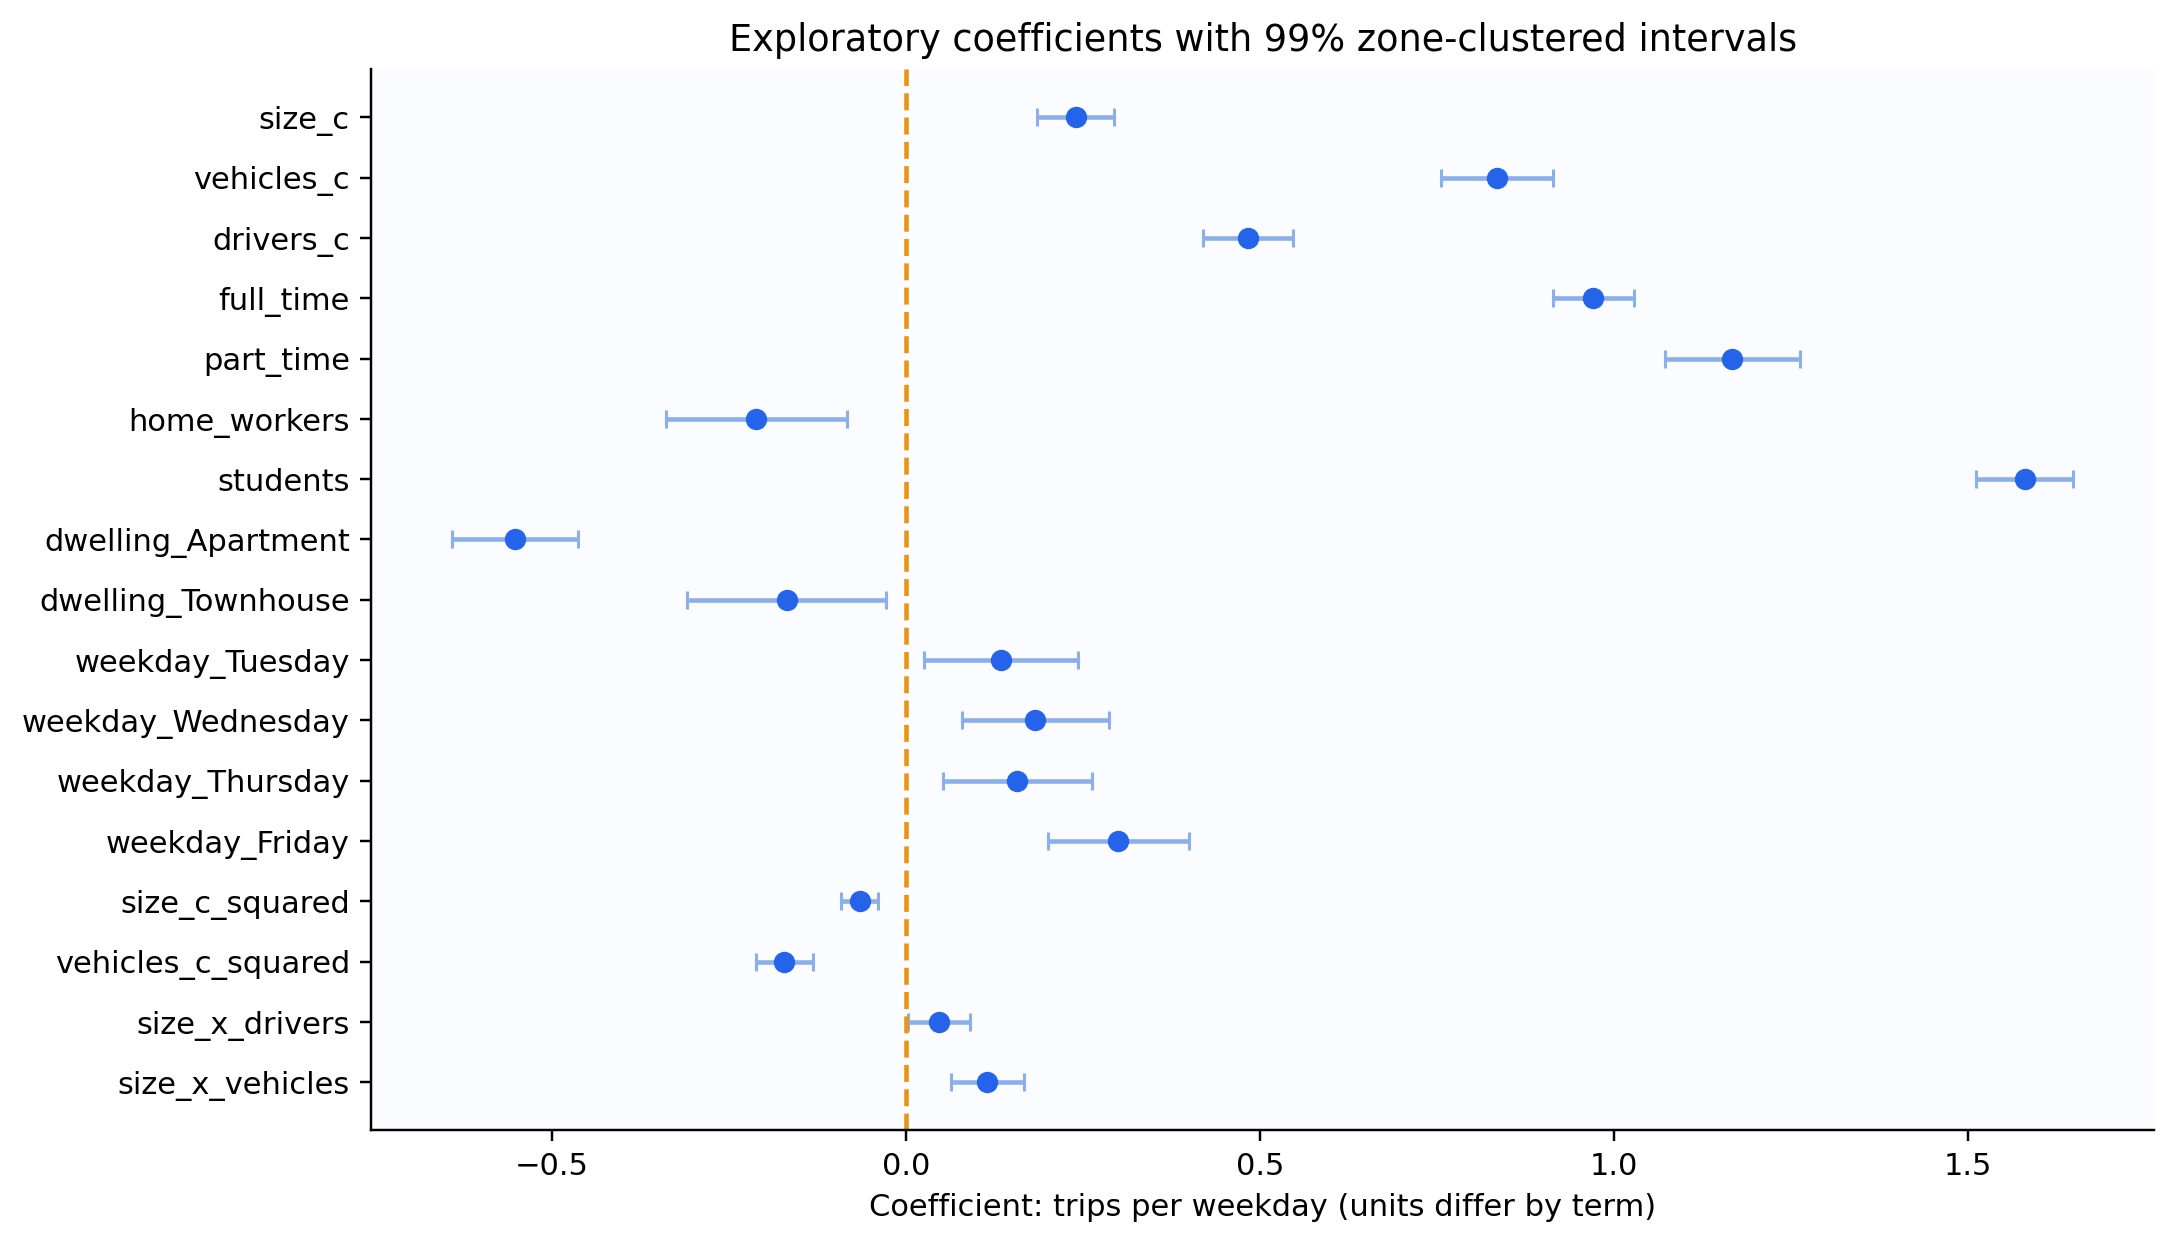 Exploratory coefficients with 99% zone-clustered intervals
size_c
vehicles_c
drivers_c
full_time
part_time
home_workers
students
dwelling_Apartment
dwelling_Townhouse
weekday_Tuesday
weekday_Wednesday
weekday_Thursday
weekday_Friday
size_c_squared
vehicles_c_squared
size_x_drivers
size_x_vehicles
−0.5 0.0 0.5 1.0 1.5
Coefficient: trips per weekday (units differ by term)